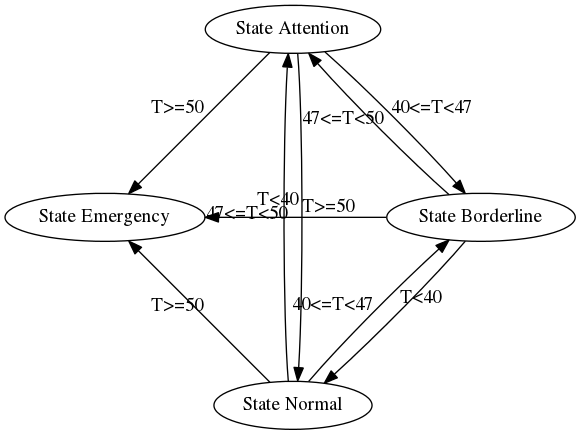 State Attention
T>=50
47<=T<50
40<=T<47
T<40
47<=T<50
T>=50
State Emergency
State Borderline
T>=50
40<=T<47
T<40
State Normal